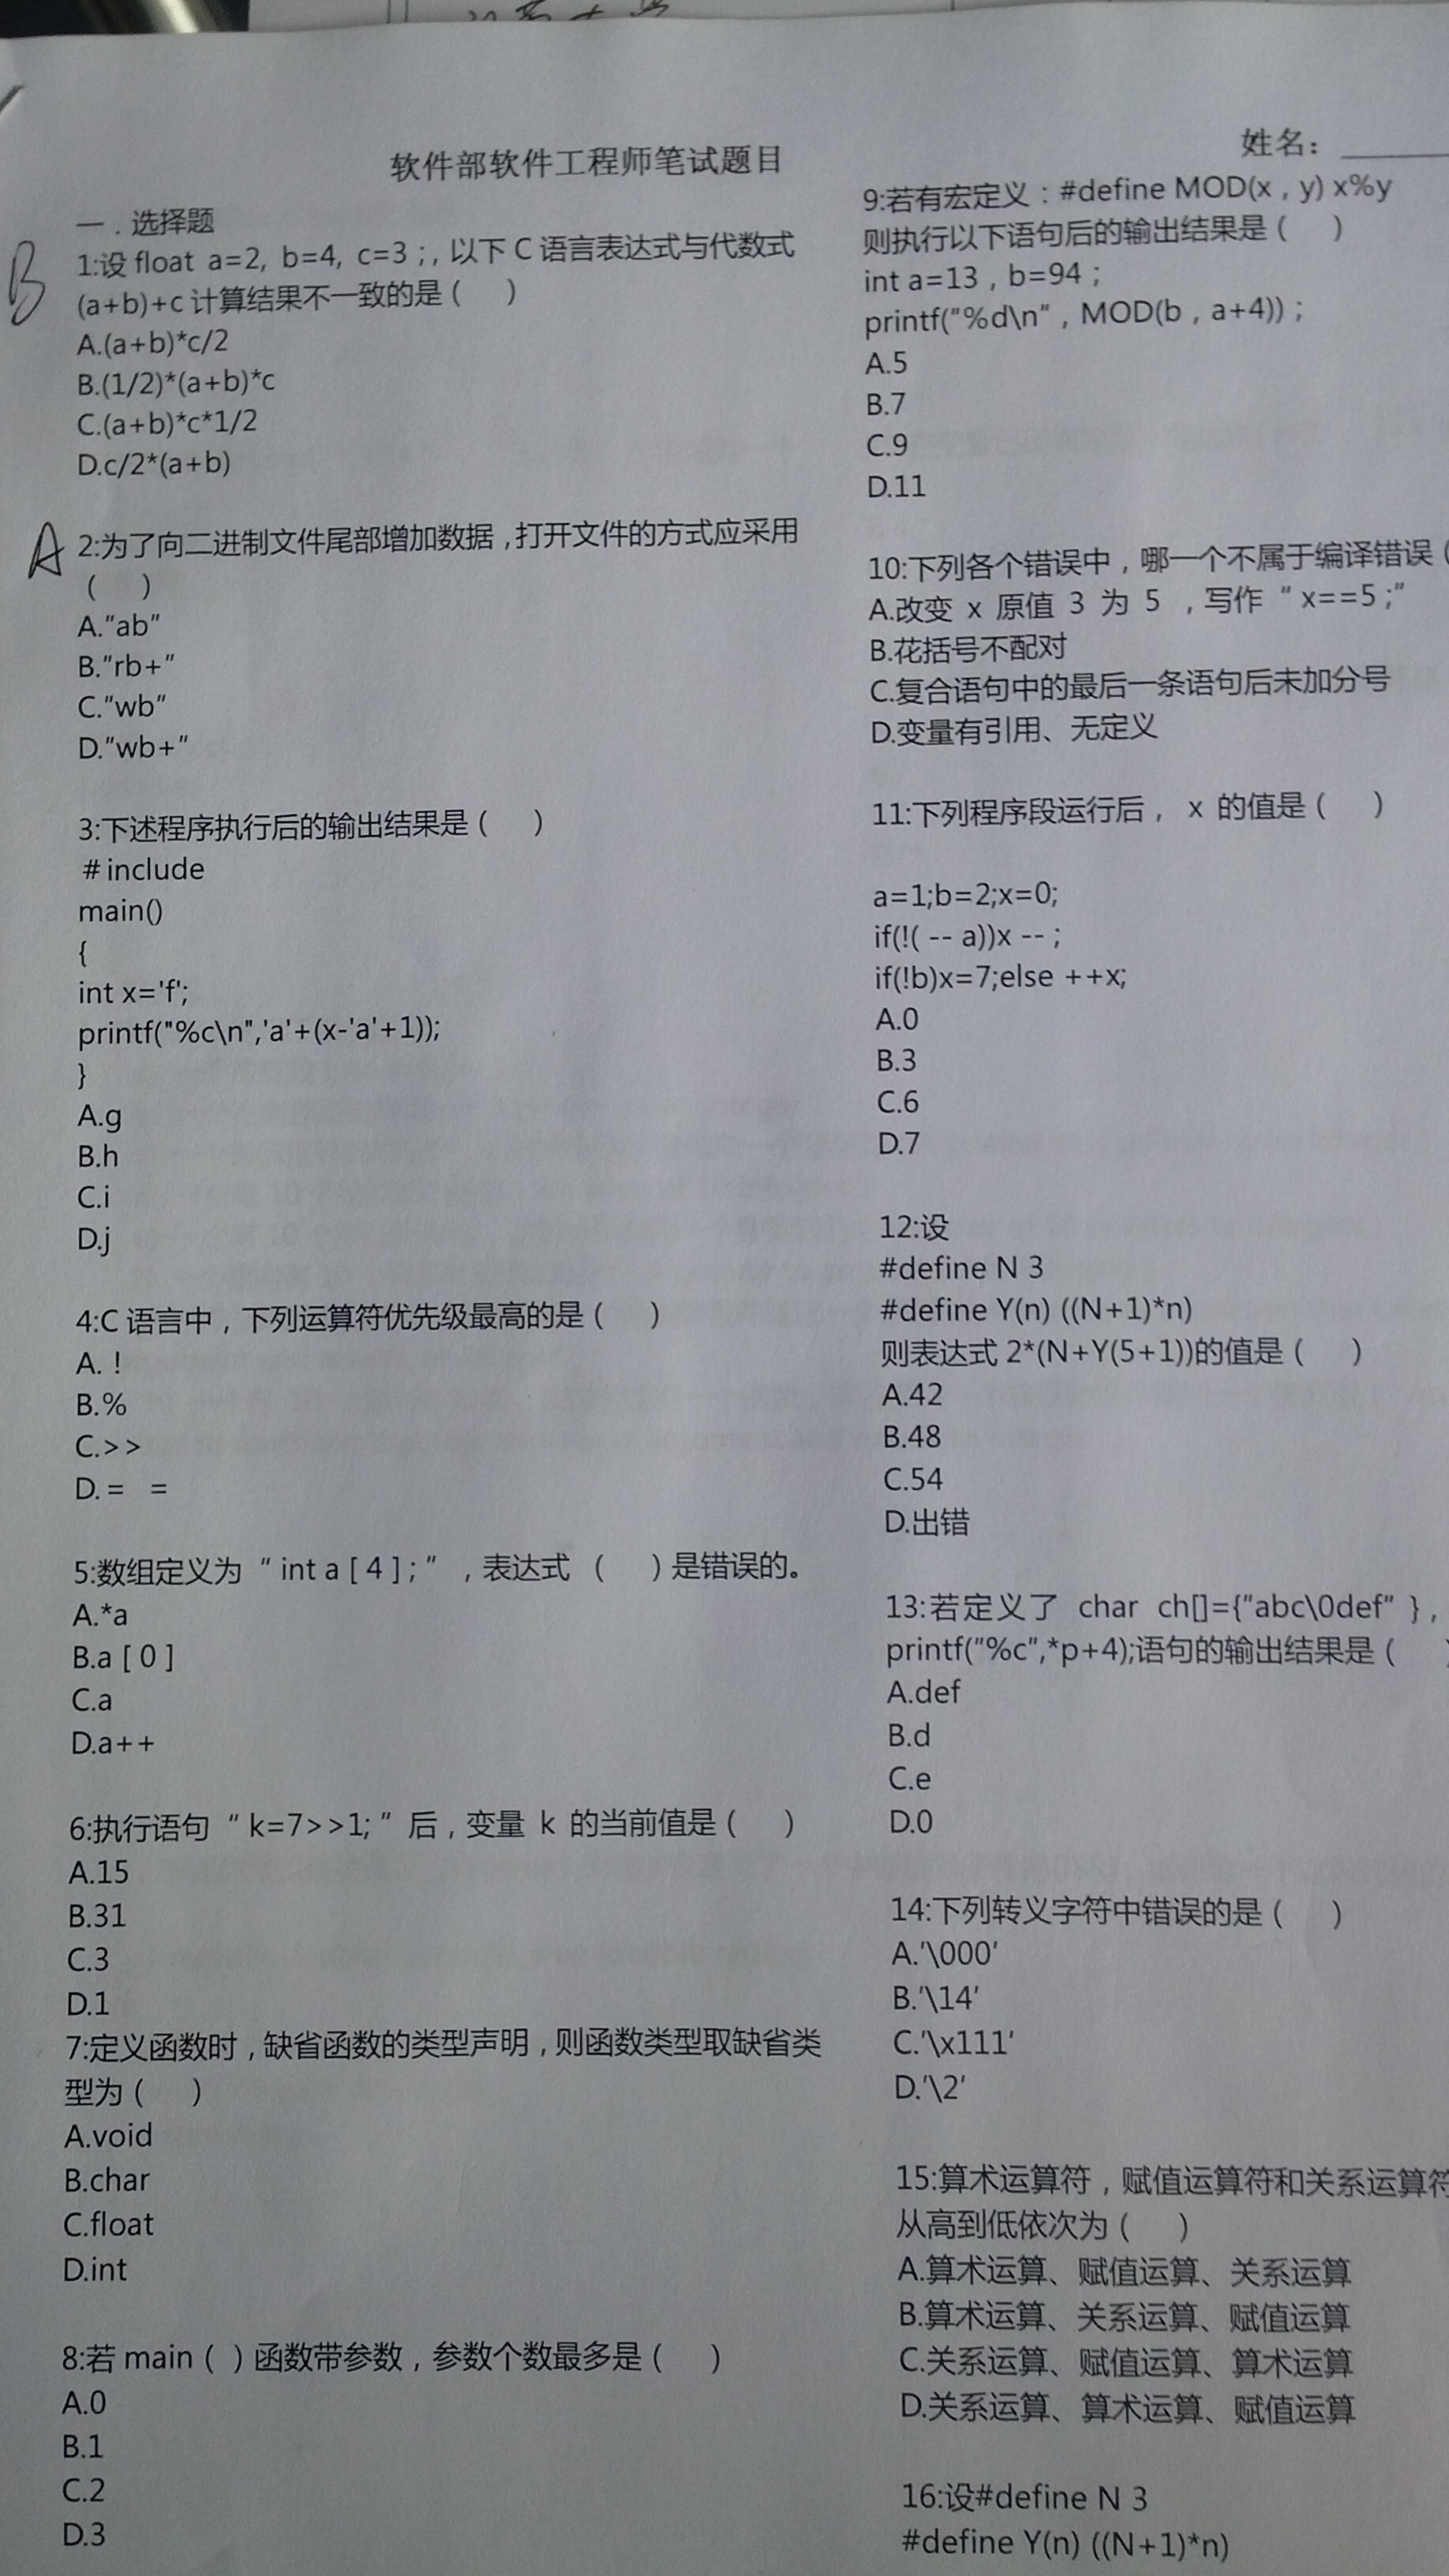 软件部软件工程师笔试题目
姓名：
一．选择题
B
1:设 float a=2, b=4, c=3 ;，以下 C 语言表达式与代数式
(a+b)+c 计算结果不一致的是（ ）
A.(a+b)*c/2
B.(1/2)*(a+b)*c
C.(a+b)*c*1/2
D.c/2*(a+b)
A
2:为了向二进制文件尾部增加数据，打开文件的方式应采用
（ ）
A."ab"
B."rb+"
C."wb"
D."wb+"
3:下述程序执行后的输出结果是（ ）
＃include
main()
{
int x='f';
printf("%c\n",'a'+(x-'a'+1));
}
A.g
B.h
C.i
D.j
4:C 语言中，下列运算符优先级最高的是（ ）
A. !
B.%
C.>>
D. = =
5:数组定义为 “ int a [ 4 ] ; ” ，表达式 （ ）是错误的。
A.*a
B.a [ 0 ]
C.a
D.a++
6:执行语句 “ k=7>>1; ” 后，变量 k 的当前值是（ ）
A.15
B.31
C.3
D.1
7:定义函数时，缺省函数的类型声明，则函数类型取缺省类
型为（ ）
A.void
B.char
C.float
D.int
8:若 main（ ）函数带参数，参数个数最多是（ ）
A.0
B.1
C.2
D.3
9:若有宏定义：#define MOD(x，y) x%y
则执行以下语句后的输出结果是（ ）
int a=13，b=94；
printf("%d\n"，MOD(b，a+4))；
A.5
B.7
C.9
D.11
10:下列各个错误中，哪一个不属于编译错误（
A.改变 x 原值 3 为 5 ，写作 “ x==5 ;”
B.花括号不配对
C.复合语句中的最后一条语句后未加分号
D.变量有引用、无定义
11:下列程序段运行后， x 的值是（ ）
a=1;b=2;x=0;
if(!( -- a))x -- ;
if(!b)x=7;else ++x;
A.0
B.3
C.6
D.7
12:设
#define N 3
#define Y(n) ((N+1)*n)
则表达式 2*(N+Y(5+1))的值是（ ）
A.42
B.48
C.54
D.出错
13:若定义了 char ch[]={"abc\0def" }，
printf("%c",*p+4);语句的输出结果是（ ）
A.def
B.d
C.e
D.0
14:下列转义字符中错误的是（ ）
A.'\000'
B.'\14'
C.'\x111'
D.'\2'
15:算术运算符，赋值运算符和关系运算符
从高到低依次为（ ）
A.算术运算、赋值运算、关系运算
B.算术运算、关系运算、赋值运算
C.关系运算、赋值运算、算术运算
D.关系运算、算术运算、赋值运算
16:设#define N 3
#define Y(n) ((N+1)*n)